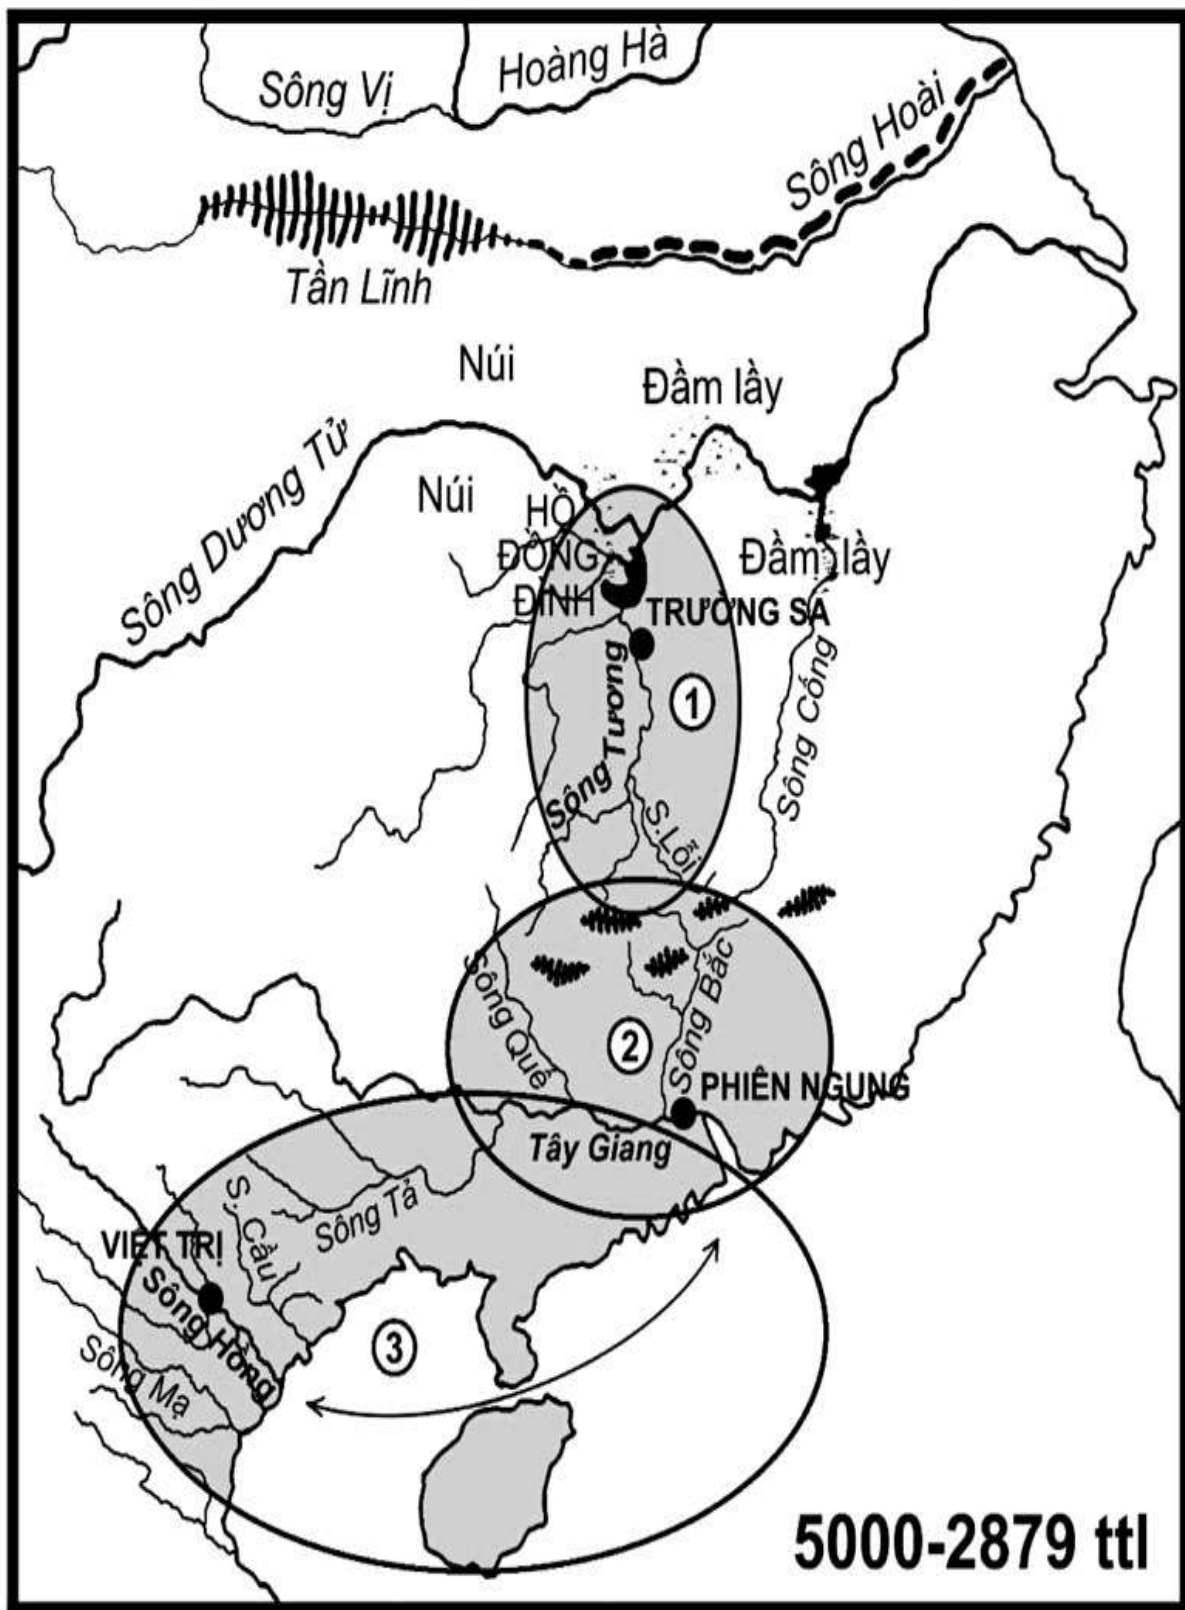 Hoàng Hà
Sông Vị
Sông Hoài
Tần Lĩnh
Núi
Đầm lầy
Sông Dương Tử
Núi
HỒ
ĐỒNG
ĐÌNH
Đầm lầy
TRƯỜNG SA
Sông Tương
1
Sông Cống
S.Lỗi
Sông Quế
Sông Bắc
2
PHIÊN NGUNG
Tây Giang
Sông Tả
S. Cầu
VIỆT TRÌ
Sông Hồng
3
Sông Mạ
5000-2879 ttl